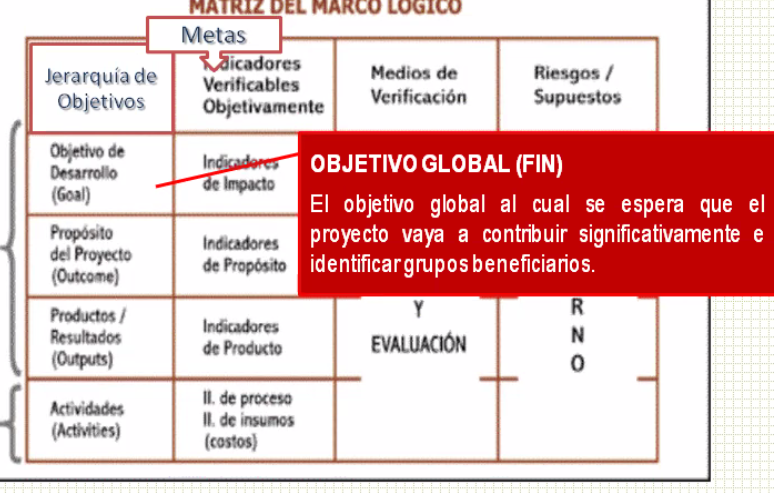 MATRIZ DEL MARCO LÓGICO
Metas
Jerarquía de
Objetivos
Indicadores
Verificables
Objetivamente
Medios de
Verificación
Riesgos /
Supuestos
Objetivo de
Desarrollo
(Goal)
Indicadores
de Impacto
OBJETIVO GLOBAL (FIN)
El objetivo global al cual se espera que el
proyecto vaya a contribuir significativamente e
identificar grupos beneficiarios.
Propósito
del Proyecto
(Outcome)
Indicadores
de Propósito
Productos /
Resultados
(Outputs)
Indicadores
de Producto
Y
EVALUACIÓN
R
N
O
Actividades
(Activities)
II. de proceso
II. de insumos
(costos)